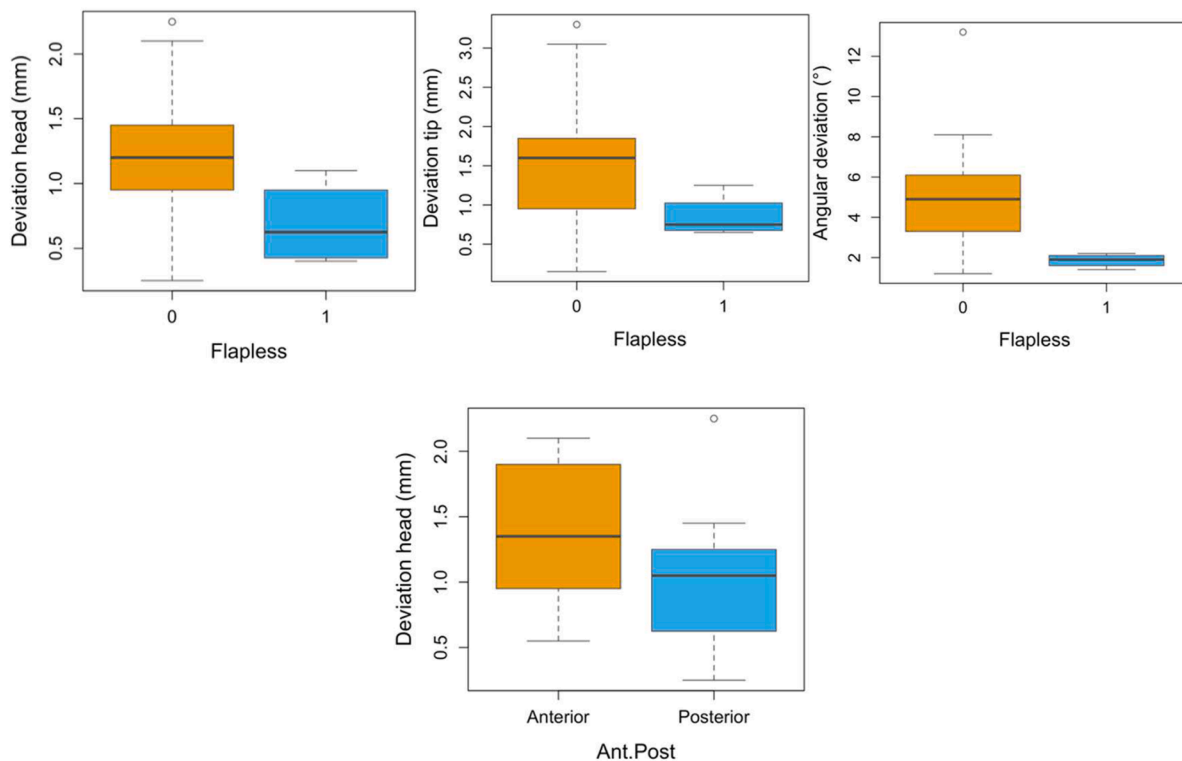 Deviation head (mm)
0.5
1.0
1.5
2.0
0 1
Flapless
Deviation tip (mm)
0.5
1.0
1.5
2.0
2.5
3.0
0 1
Flapless
Angular deviation (°)
2
4
6
8
10
12
0 1
Flapless
Deviation head (mm)
0.5
1.0
1.5
2.0
Anterior Posterior
Ant.Post